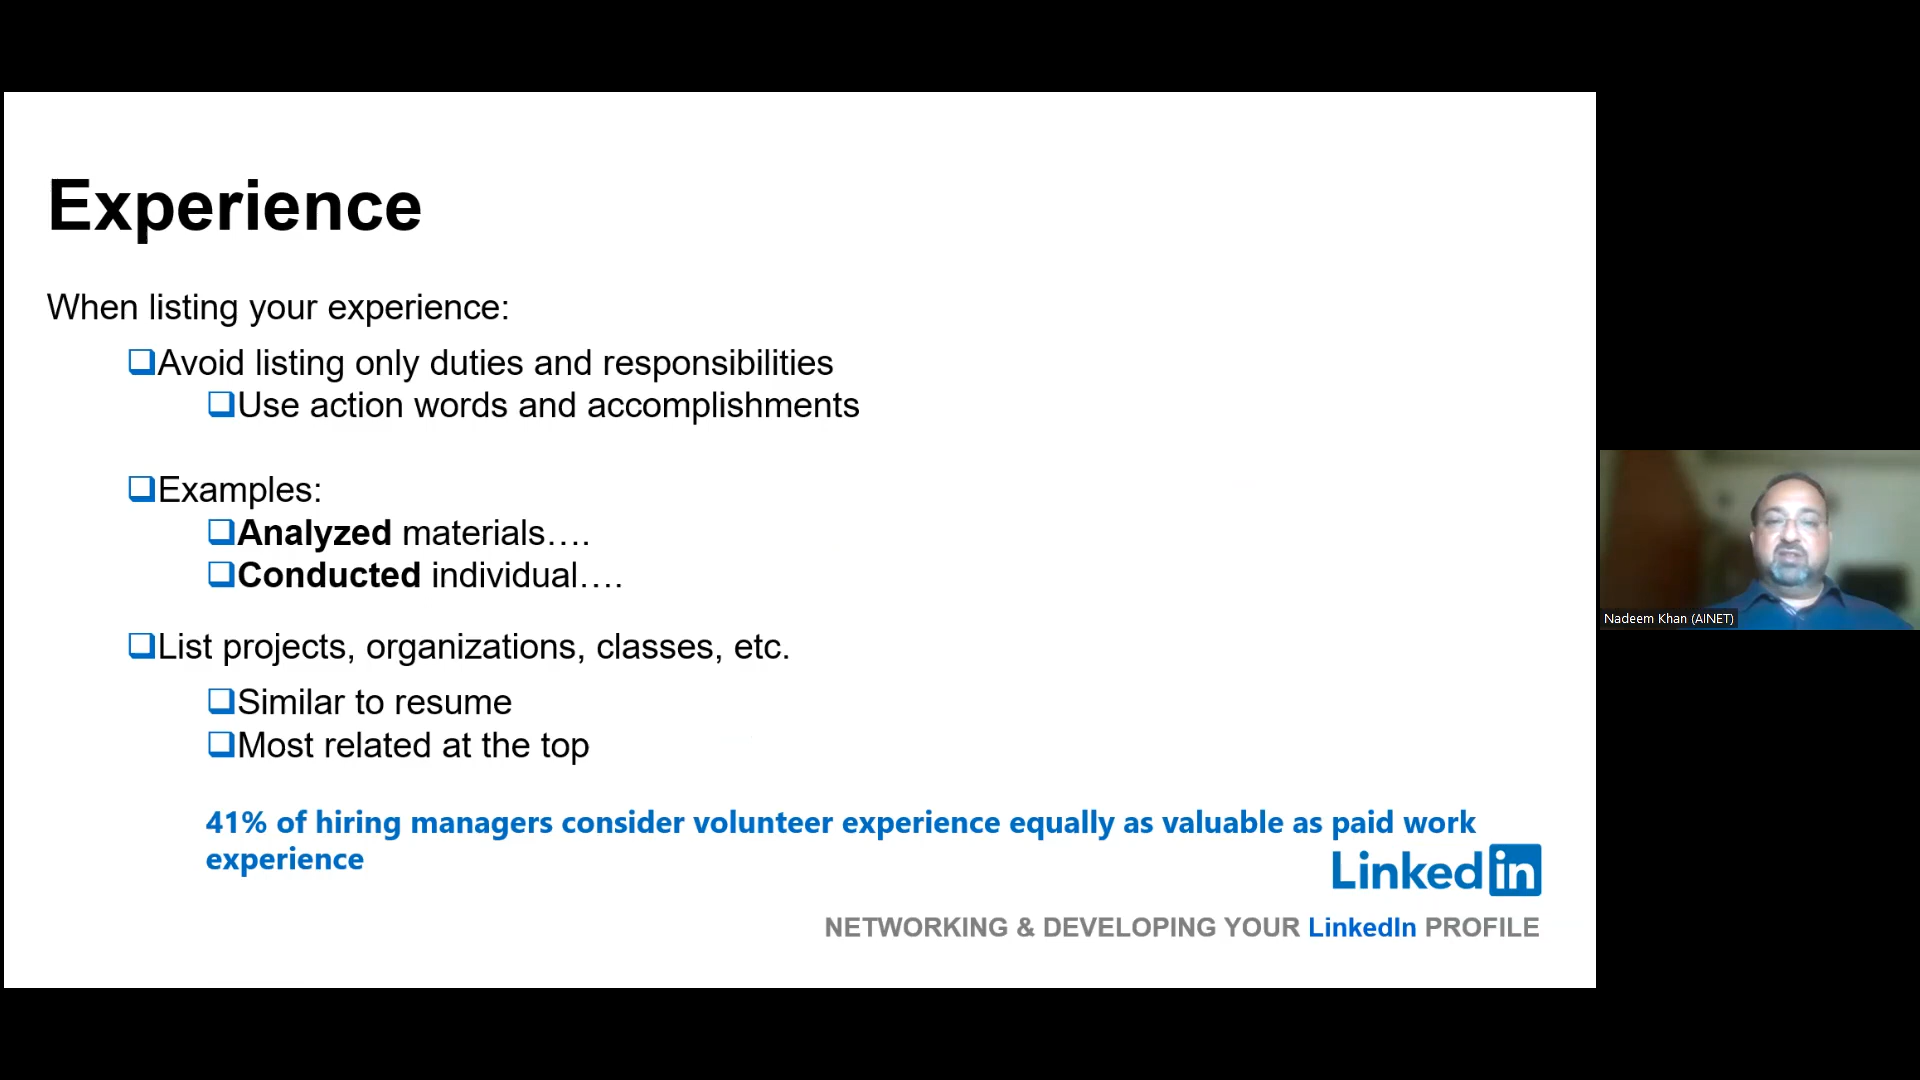 Experience
When listing your experience:
Avoid listing only duties and responsibilities
Use action words and accomplishments
Examples:
Analyzed materials….
Conducted individual….
List projects, organizations, classes, etc.
Similar to resume
Most related at the top
41% of hiring managers consider volunteer experience equally as valuable as paid work
experience
Linked in
NETWORKING & DEVELOPING YOUR LinkedIn PROFILE
Nadeem Khan (AINET)